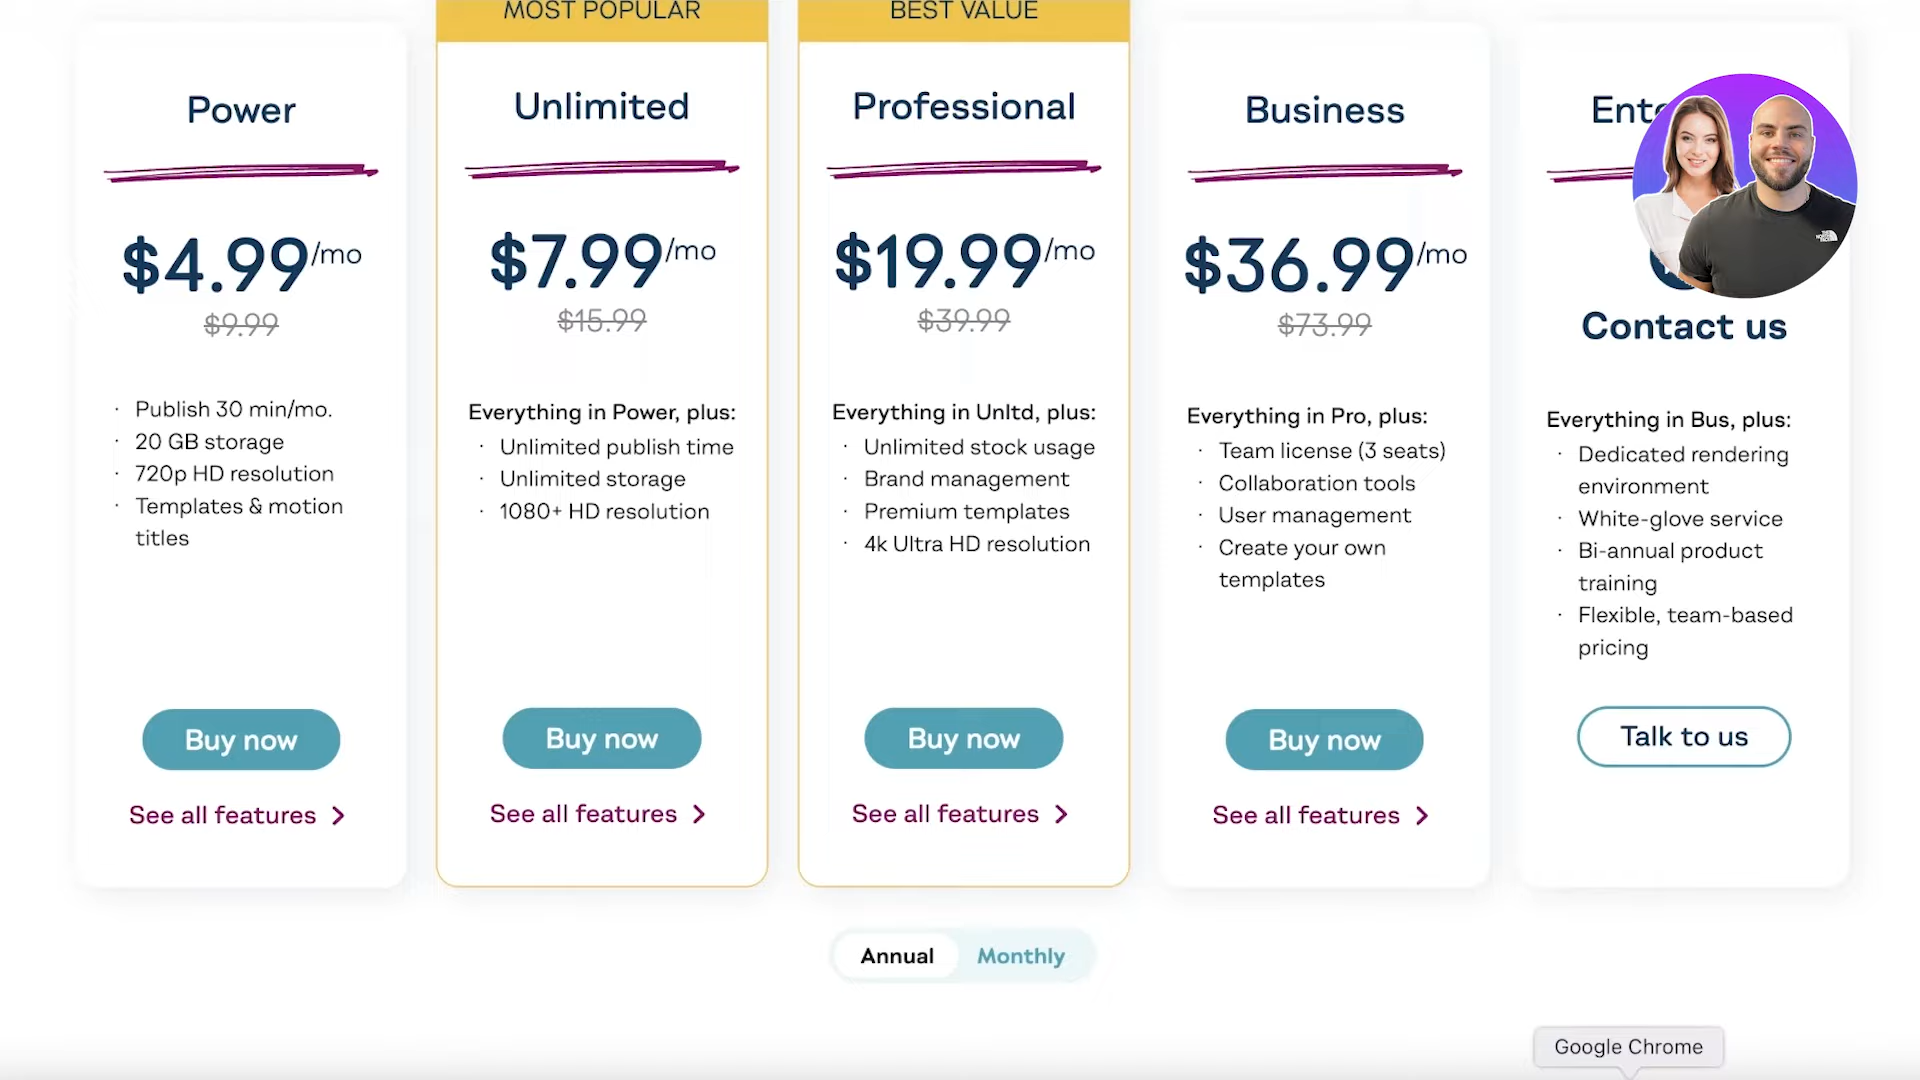 MOST POPULAR
BEST VALUE
Power
Unlimited
Professional
Business
$4.99/mo
$9.99
$7.99/mo
$15.99
$19.99/mo
$39.99
$36.99/mo
$73.99
Contact us
· Publish 30 min/mo.
· 20 GB storage
· 720p HD resolution
· Templates & motion
titles
Everything in Power, plus:
· Unlimited publish time
· Unlimited storage
· 1080+ HD resolution
Everything in Unltd, plus:
· Unlimited stock usage
· Brand management
· Premium templates
· 4k Ultra HD resolution
Everything in Pro, plus:
· Team license (3 seats)
· Collaboration tools
· User management
· Create your own
templates
Everything in Bus, plus:
· Dedicated rendering
environment
· White-glove service
· Bi-annual product
training
· Flexible, team-based
pricing
Buy now
Buy now
Buy now
Buy now
Talk to us
See all features
See all features
See all features
See all features
Annual
Monthly
Google Chrome